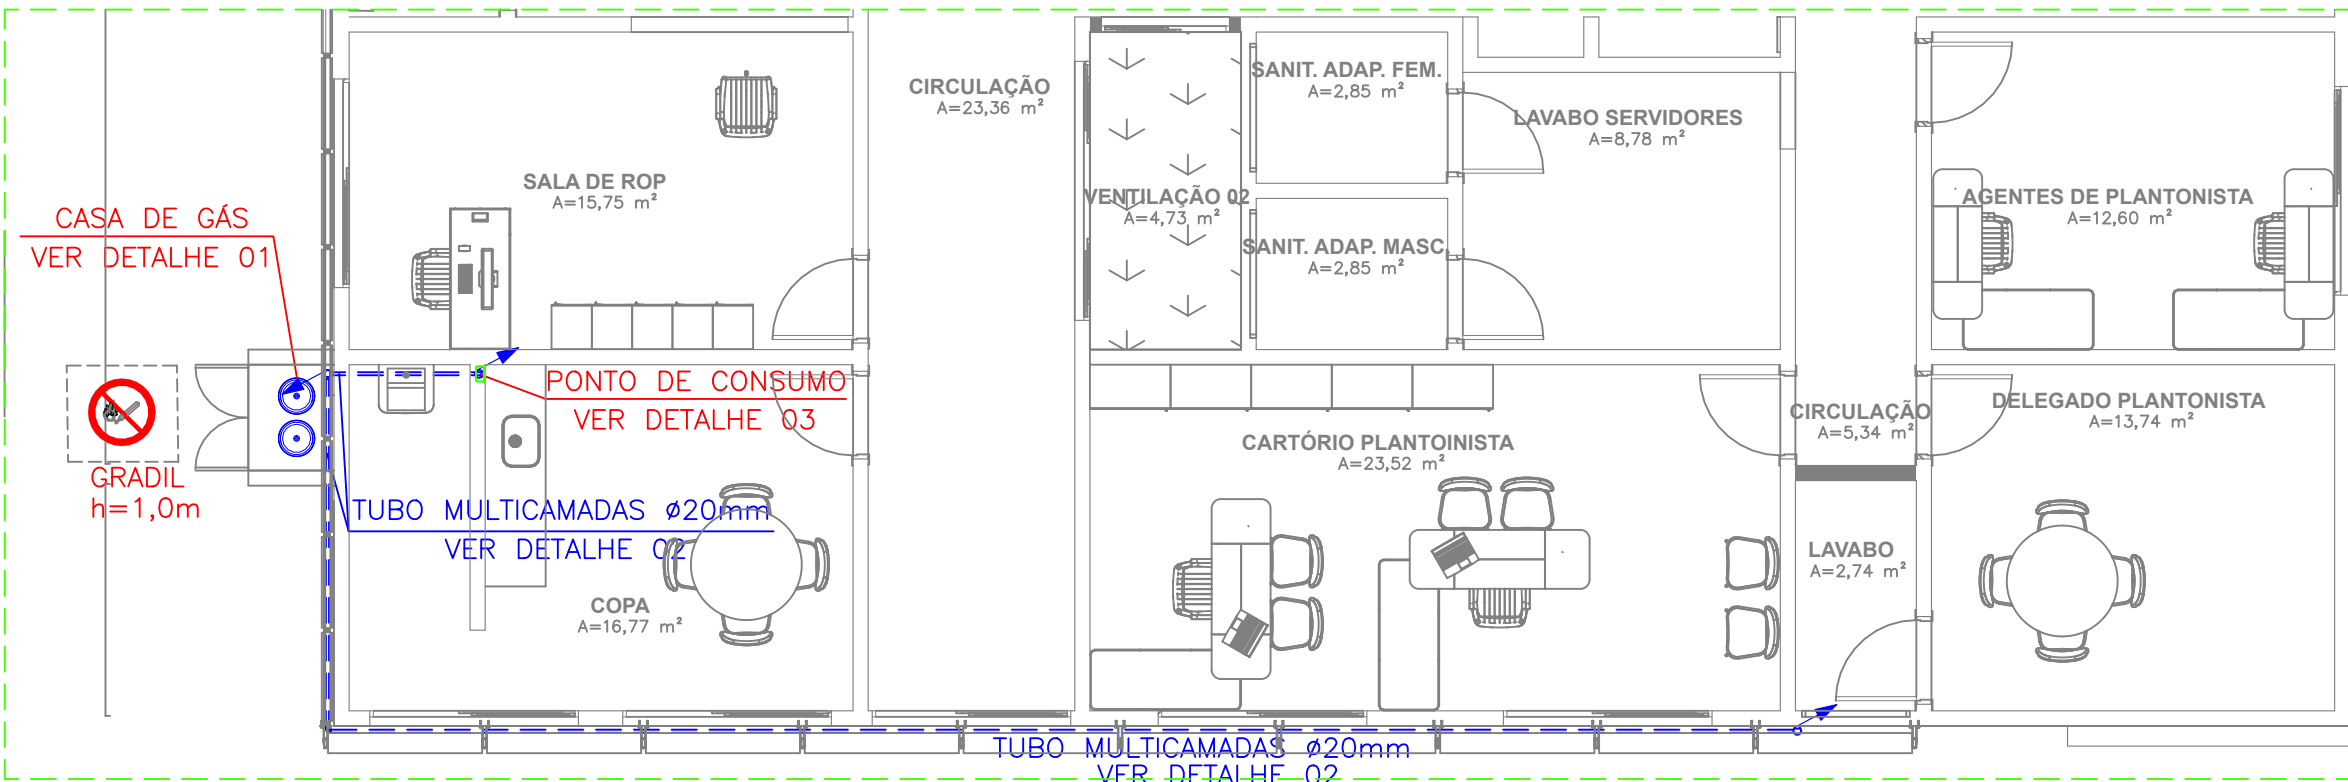 CIRCULAÇÃO
A=23,36 m²
SANIT. ADAP. FEM.
A=2,85 m²
LAVABO SERVIDORES
A=8,78 m²
SALA DE ROP
A=15,75 m²
VENTILAÇÃO 02
A=4,73 m²
AGENTES DE PLANTONISTA
A=12,60 m²
CASA DE GÁS
VER DETALHE 01
SANIT. ADAP. MASC.
A=2,85 m²
PONTO DE CONSUMO
VER DETALHE 03
CIRCULAÇÃO
A=5,34 m²
DELEGADO PLANTONISTA
A=13,74 m²
CARTÓRIO PLANTOINISTA
A=23,52 m²
GRADIL
h=1,0m
TUBO MULTICAMADAS ø20mm
VER DETALHE 02
LAVABO
A=2,74 m²
COPA
A=16,77 m²
TUBO MULTICAMADAS ø20mm
VER DETALHE 02